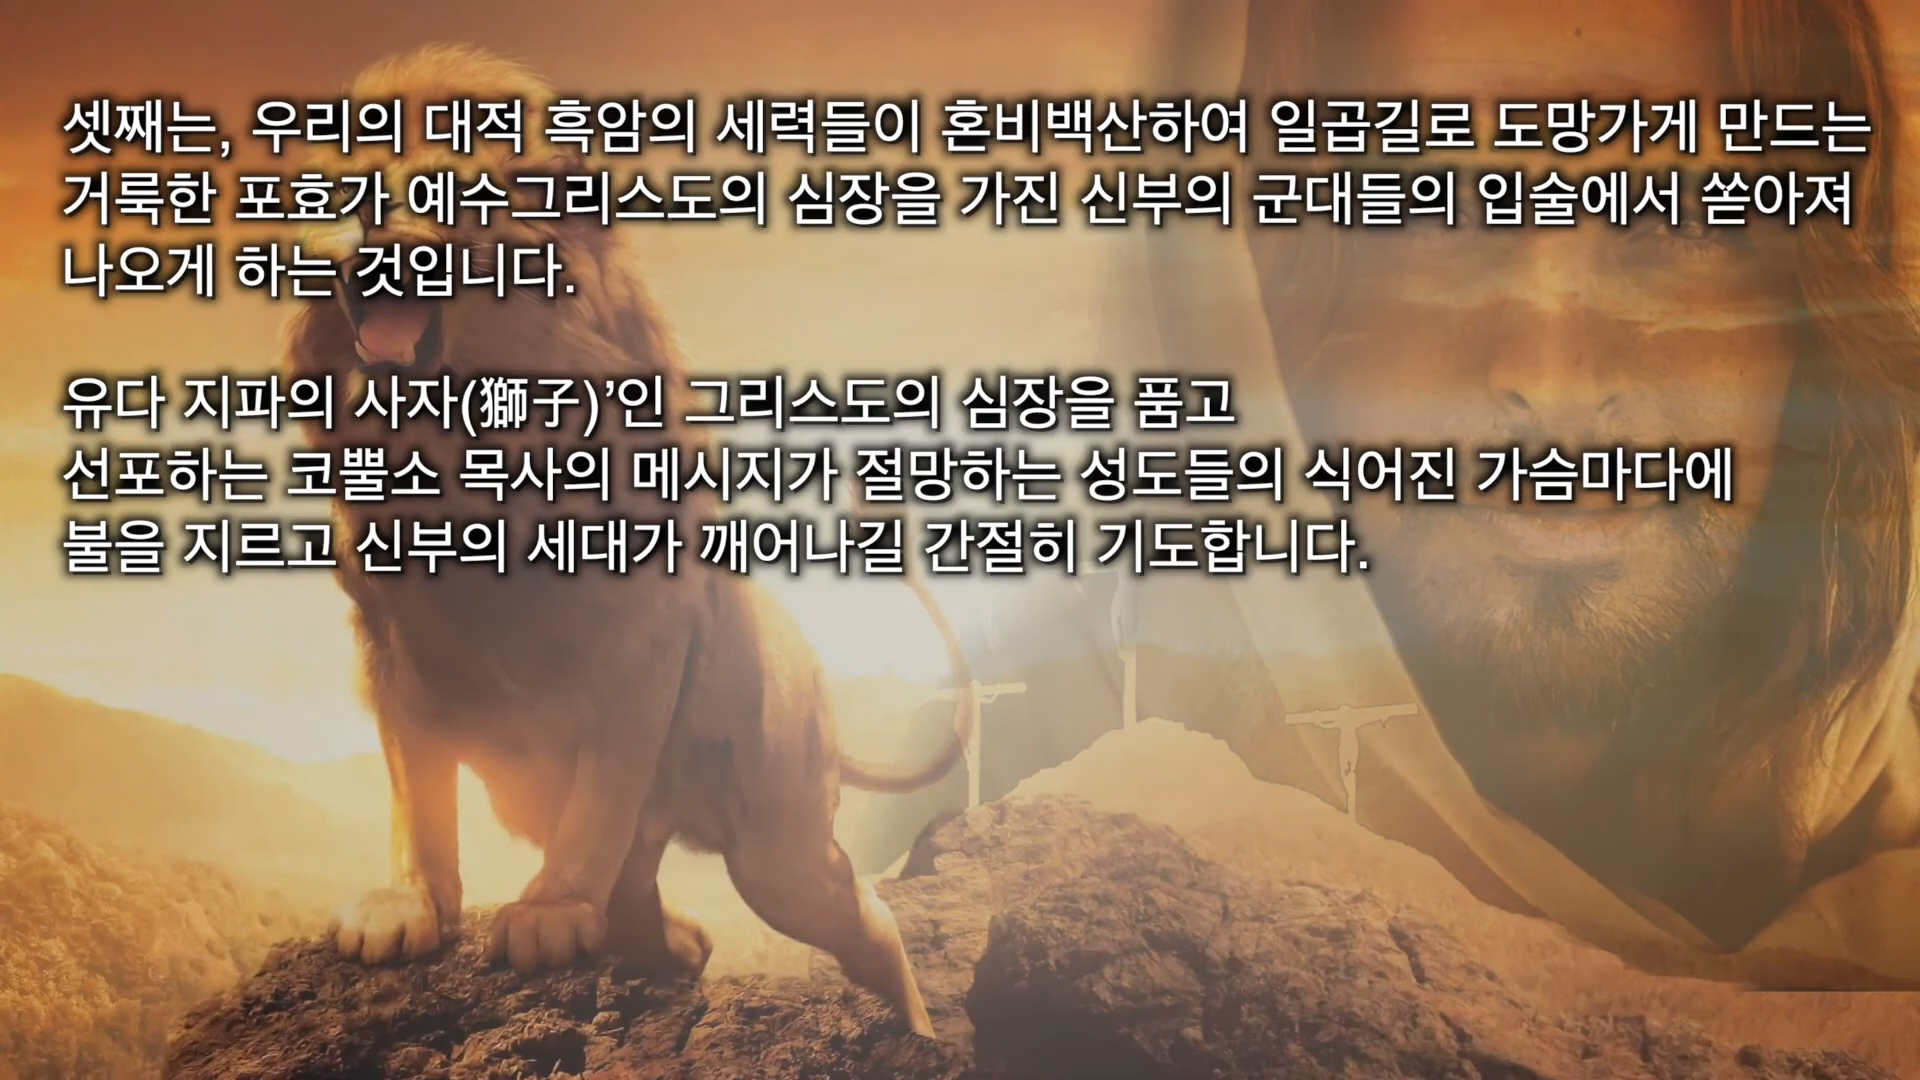 셋째는, 우리의 대적 흑암의 세력들이 혼비백산하여 일곱길로 도망가게 만드는
거룩한 포효가 예수그리스도의 심장을 가진 신부의 군대들의 입술에서 쏟아져
나오게 하는 것입니다.
유다 지파의 사자(獅子)’인 그리스도의 심장을 품고
선포하는 코뿔소 목사의 메시지가 절망하는 성도들의 식어진 가슴마다에
불을 지르고 신부의 세대가 깨어나길 간절히 기도합니다.